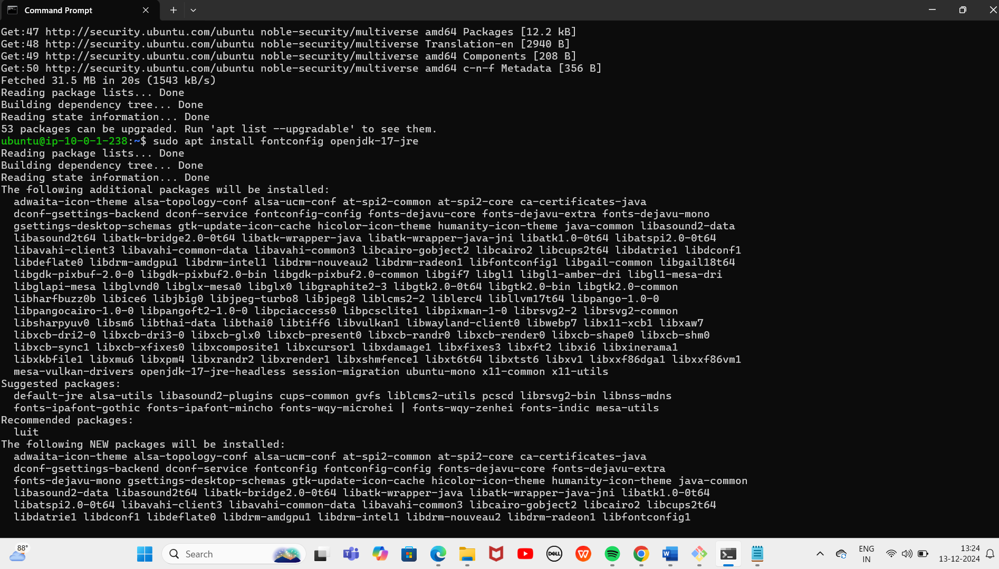 Command Prompt
Get:47 http://security.ubuntu.com/ubuntu noble-security/multiverse amd64 Packages [12.2 kB]
Get:48 http://security.ubuntu.com/ubuntu noble-security/multiverse Translation-en [2940 B]
Get:49 http://security.ubuntu.com/ubuntu noble-security/multiverse amd64 Components [208 B]
Get:50 http://security.ubuntu.com/ubuntu noble-security/multiverse amd64 c-n-f Metadata [356 B]
Fetched 31.5 MB in 20s (1543 kB/s)
Reading package lists... Done
Building dependency tree... Done
Reading state information... Done
53 packages can be upgraded. Run 'apt list --upgradable' to see them.
ubuntu@ip-10-0-1-238:~$ sudo apt install fontconfig openjdk-17-jre
Reading package lists... Done
Building dependency tree... Done
Reading state information... Done
The following additional packages will be installed:
adwaita-icon-theme alsa-topology-conf alsa-ucm-conf at-spi2-common at-spi2-core ca-certificates-java
dconf-gsettings-backend dconf-service fontconfig-config fonts-dejavu-core fonts-dejavu-extra fonts-dejavu-mono
gsettings-desktop-schemas gtk-update-icon-cache hicolor-icon-theme humanity-icon-theme java-common libasound2-data
libasound2t64 libatk-bridge2.0-0t64 libatk-wrapper-java libatk-wrapper-java-jni libatk1.0-0t64 libatspi2.0-0t64
libavahi-client3 libavahi-common-data libavahi-common3 libcairo-gobject2 libcairo2 libcups2t64 libdatrie1 libdconf1
libdeflate0 libdrm-amdgpu1 libdrm-intel1 libdrm-nouveau2 libdrm-radeon1 libfontconfig1 libgail-common libgail18t64
libgdk-pixbuf-2.0-0 libgdk-pixbuf2.0-bin libgdk-pixbuf2.0-common libgif7 libgl1 libgl1-amber-dri libgl1-mesa-dri
libglapi-mesa libglvnd0 libglx-mesa0 libglx0 libgraphite2-3 libgtk2.0-0t64 libgtk2.0-bin libgtk2.0-common
libharfbuzz0b libice6 libjbig0 libjpeg-turbo8 libjpeg8 liblcms2-2 liblerc4 libllvm17t64 libpango-1.0-0
libpangocairo-1.0-0 libpangoft2-1.0-0 libpciaccess0 libpcsclite1 libpixman-1-0 librsvg2-2 librsvg2-common
libsharpyuv0 libsm6 libthai-data libthai0 libtiff6 libvulkan1 libwayland-client0 libwebp7 libx11-xcb1 libxaw7
libxcb-dri2-0 libxcb-dri3-0 libxcb-glx0 libxcb-present0 libxcb-randr0 libxcb-render0 libxcb-shape0 libxcb-shm0
libxcb-sync1 libxcb-xfixes0 libxcomposite1 libxcursor1 libxdamage1 libxfixes3 libxft2 libxi6 libxinerama1
libxkbfile1 libxmu6 libxpm4 libxrandr2 libxrender1 libxshmfence1 libxt6t64 libxtst6 libxv1 libxxf86dga1 libxxf86vm1
mesa-vulkan-drivers openjdk-17-jre-headless session-migration ubuntu-mono x11-common x11-utils
Suggested packages:
default-jre alsa-utils libasound2-plugins cups-common gvfs liblcms2-utils pcscd librsvg2-bin libnss-mdns
fonts-ipafont-gothic fonts-ipafont-mincho fonts-wqy-microhei | fonts-wqy-zenhei fonts-indic mesa-utils
Recommended packages:
luit
The following NEW packages will be installed:
adwaita-icon-theme alsa-topology-conf alsa-ucm-conf at-spi2-common at-spi2-core ca-certificates-java
dconf-gsettings-backend dconf-service fontconfig fontconfig-config fonts-dejavu-core fonts-dejavu-extra
fonts-dejavu-mono gsettings-desktop-schemas gtk-update-icon-cache hicolor-icon-theme humanity-icon-theme java-common
libasound2-data libasound2t64 libatk-bridge2.0-0t64 libatk-wrapper-java libatk-wrapper-java-jni libatk1.0-0t64
libatspi2.0-0t64 libavahi-client3 libavahi-common-data libavahi-common3 libcairo-gobject2 libcairo2 libcups2t64
libdatrie1 libdconf1 libdeflate0 libdrm-amdgpu1 libdrm-intel1 libdrm-nouveau2 libdrm-radeon1 libfontconfig1
88°
Search
DELL
W
W
ENG
IN
13:24
13-12-2024